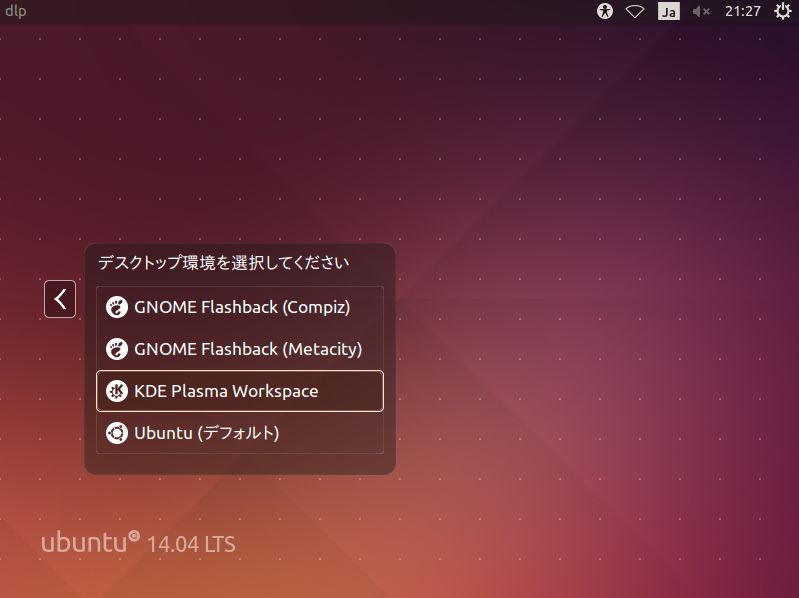 dlp
Ja
21:27
デスクトップ環境を選択してください
GNOME Flashback (Compiz)
GNOME Flashback (Metacity)
KDE Plasma Workspace
Ubuntu (デフォルト)
ubuntu® 14.04 LTS